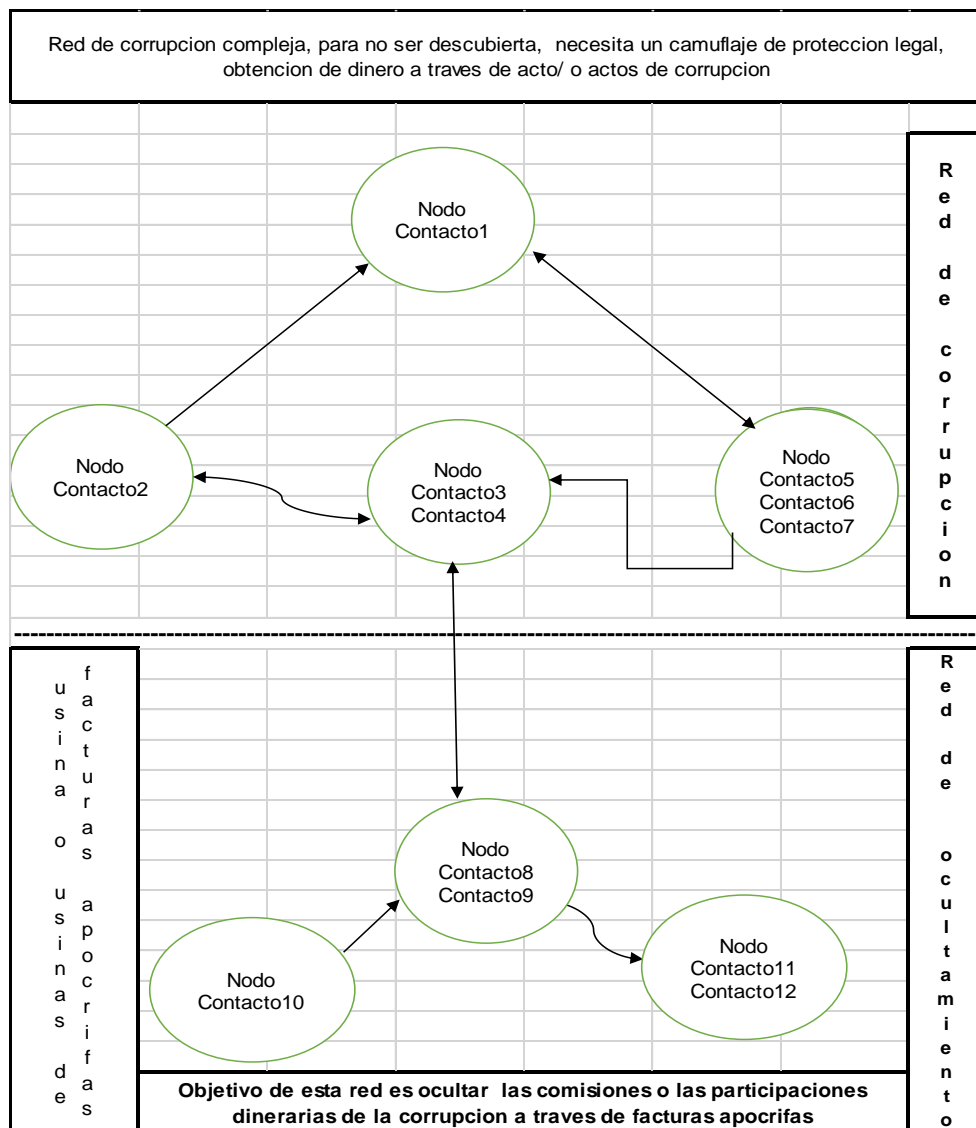 Red de corrupcion compleja, para no ser descubierta, necesita un camuflaje de proteccion legal,
obtencion de dinero a traves de acto/ o actos de corrupcion
Nodo
Contacto1
Red de corrupcion
Nodo
Contacto2
Nodo
Contacto3
Contacto4
Nodo
Contacto5
Contacto6
Contacto7
usina o usinas de
facturas apocrifas
Red de ocultamiento
Nodo
Contacto8
Contacto9
Nodo
Contacto10
Nodo
Contacto11
Contacto12
Objetivo de esta red es ocultar las comisiones o las participaciones
dinerarias de la corrupcion a traves de facturas apocrifas